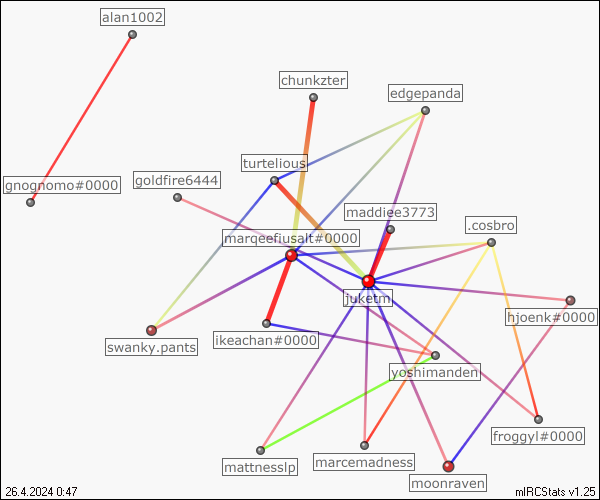 alan1002
chunkzter
edgepanda
turtelious
goldfire6444
gnognomo#0000
maddiee3773
.cosbro
marqeefiusalt#0000
juketm
hjoenk#0000
swanky.pants
ikeachan#0000
yoshimanden
froggyl#0000
marcemadness
mattnesslp
moonraven
26.4.2024 0:47
mIRCStats v1.25